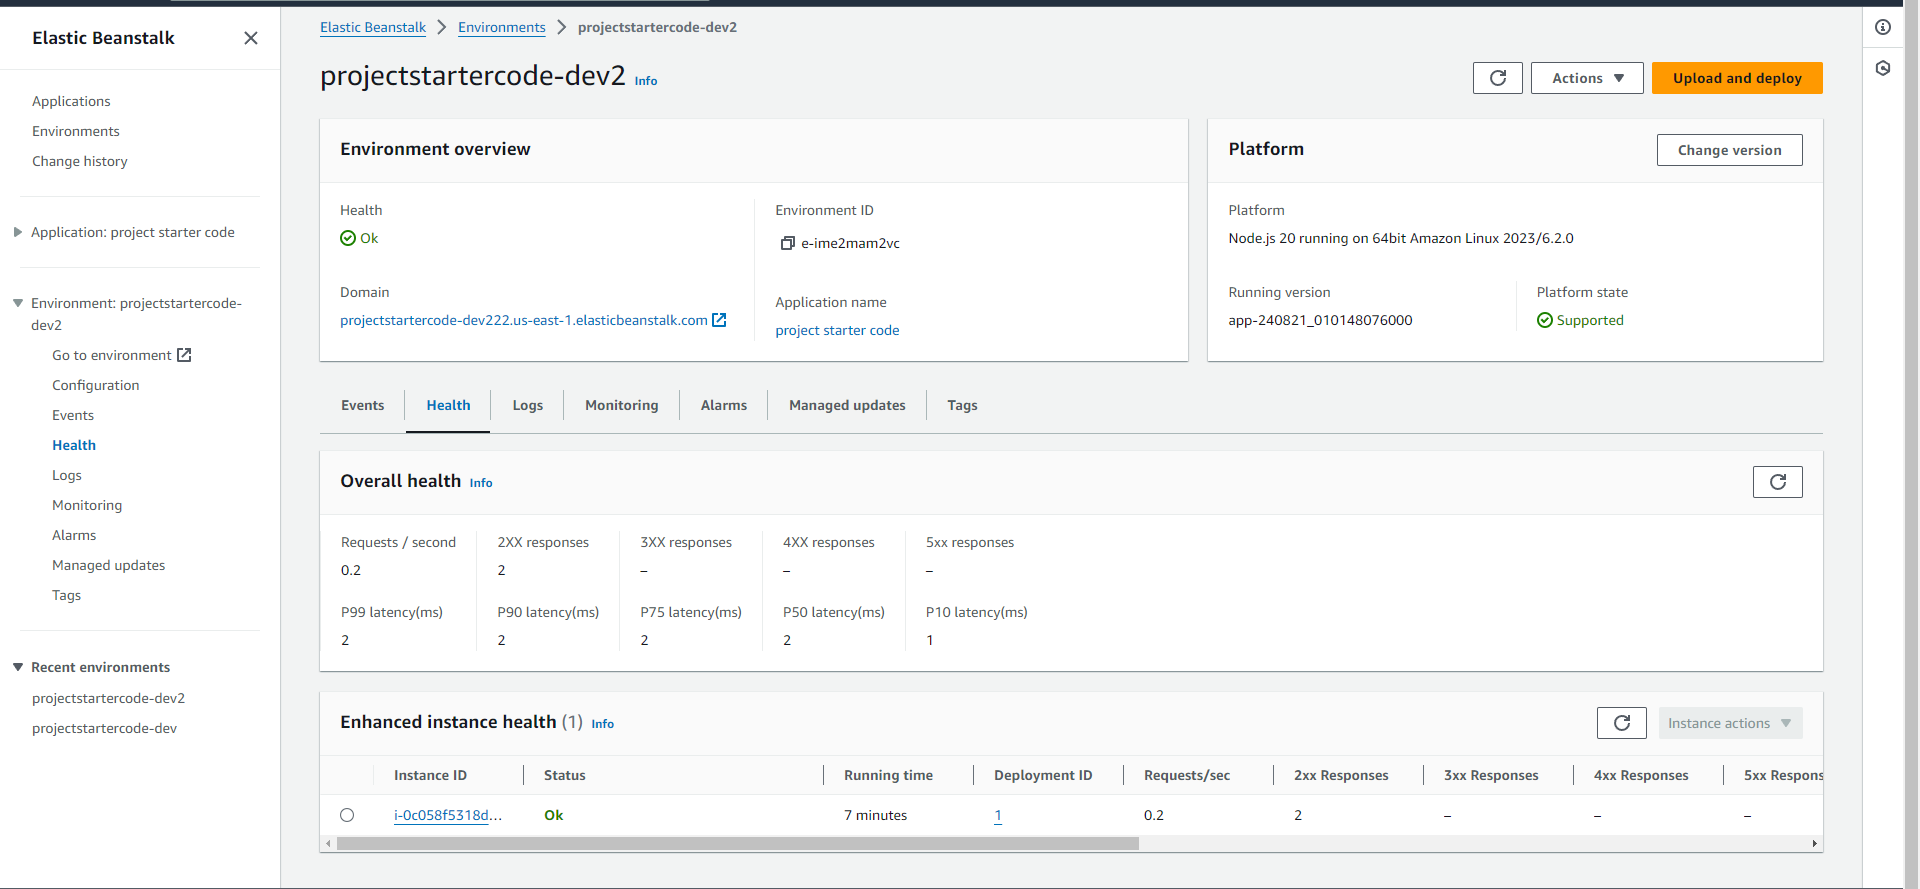 Elastic Beanstalk
Applications
Environments
Change history
Application: project starter code
Environment: projectstartercode-
dev2
Go to environment
Configuration
Events
Health
Logs
Monitoring
Alarms
Managed updates
Tags
Recent environments
projectstartercode-dev2
projectstartercode-dev
Elastic Beanstalk > Environments > projectstartercode-dev2
projectstartercode-dev2 Info
Actions
Upload and deploy
Environment overview
Health
Ok
Domain
projectstartercode-dev222.us-east-1.elasticbeanstalk.com
Environment ID
e-ime2mam2vc
Application name
project starter code
Platform
Change version
Platform
Node.js 20 running on 64bit Amazon Linux 2023/6.2.0
Running version
app-240821_010148076000
Platform state
Supported
Events Health Logs Monitoring Alarms Managed updates Tags
Overall health Info
Requests / second 2XX responses 3XX responses 4XX responses 5xx responses
0.2 2 – – –
P99 latency(ms) P90 latency(ms) P75 latency(ms) P50 latency(ms) P10 latency(ms)
2 2 2 2 1
Enhanced instance health (1) Info
Instance actions
Instance ID Status Running time Deployment ID Requests/sec 2xx Responses 3xx Responses 4xx Responses 5xx Respons
i-0c058f5318d... Ok 7 minutes 1 0.2 2 – – –